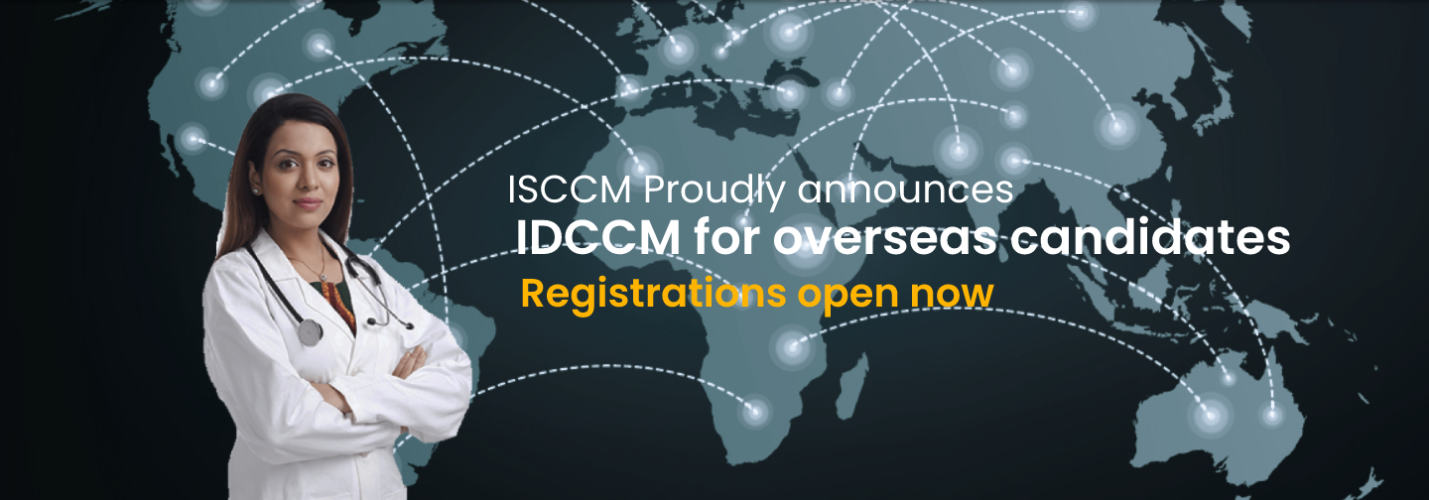 ISCCM Proudly announces
IDCCM for overseas candidates
Registrations open now